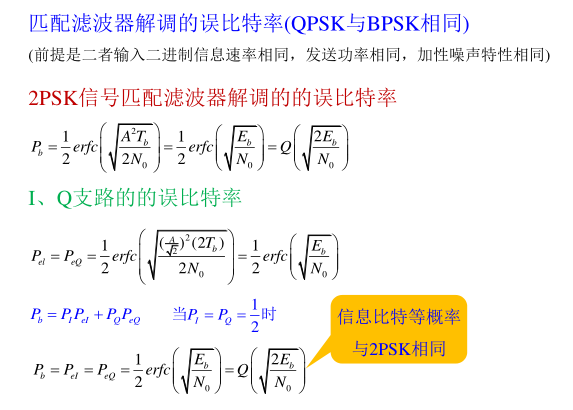 匹配滤波器解调的误比特率(QPSK与BPSK相同)
(前提是二者输入二进制信息速率相同，发送功率相同，加性噪声特性相同)
2PSK信号匹配滤波器解调的的误比特率
P_b = \frac{1}{2} erfc\left(\sqrt{\frac{A^2 T_b}{2N_0}}\right) = \frac{1}{2} erfc\left(\sqrt{\frac{E_b}{N_0}}\right) = Q\left(\sqrt{\frac{2E_b}{N_0}}\right)
I、Q支路的的误比特率
P_{eI} = P_{eQ} = \frac{1}{2} erfc\left(\sqrt{\frac{(\frac{A}{\sqrt{2}})^2 (2T_b)}{2N_0}}\right) = \frac{1}{2} erfc\left(\sqrt{\frac{E_b}{N_0}}\right)
P_b = P_I P_{eI} + P_Q P_{eQ} 当P_I = P_Q = \frac{1}{2}时
信息比特等概率
与2PSK相同
P_b = P_{eI} = P_{eQ} = \frac{1}{2} erfc\left(\sqrt{\frac{E_b}{N_0}}\right) = Q\left(\sqrt{\frac{2E_b}{N_0}}\right)